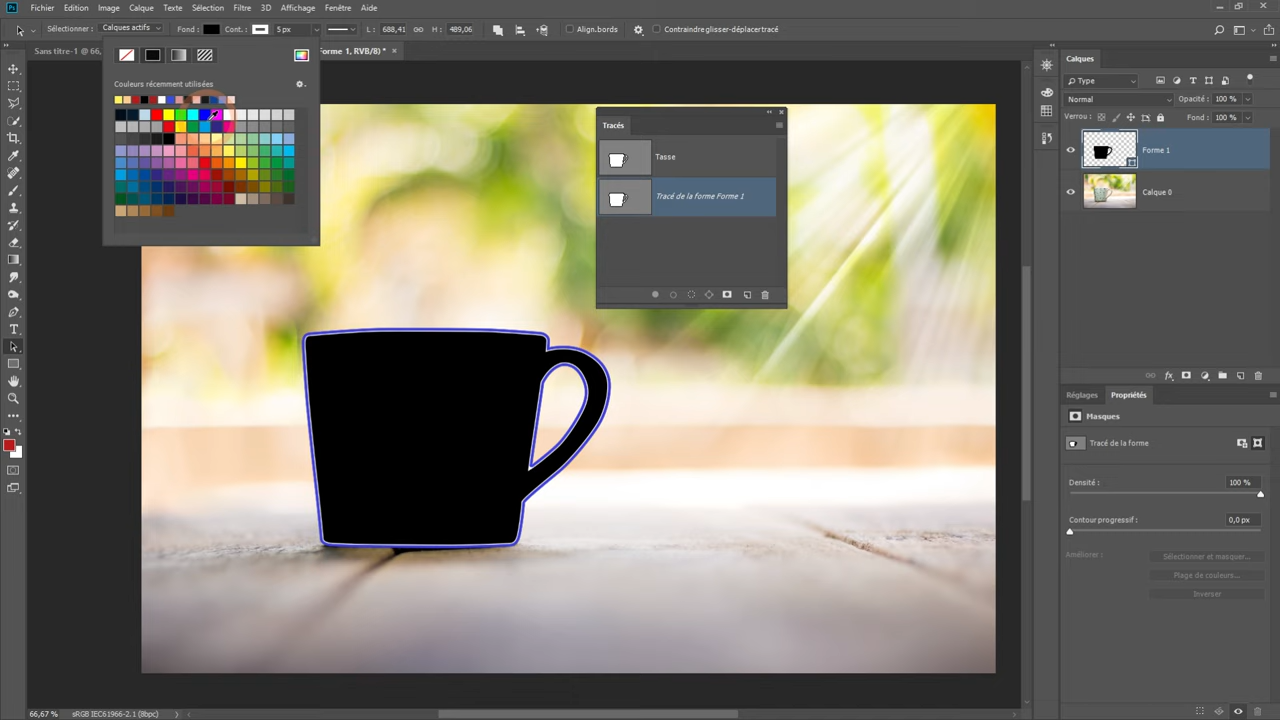 Ps Fichier Edition Image Calque Texte Sélection Filtre 3D Affichage Fenêtre Aide
Sélectionner : Calques actifs Fond : Cont. : 5 px L : 688,41 H : 489,06 Align.bords Contraindreglisser-déplacertracé
Sans titre-1 @ 66, Forme 1, RVB/8) * ×
Couleurs récemment utilisées
Tracés
Tasse
Tracé de la forme Forme 1
Calques
Type
Normal Opacité : 100 %
Verrou : Fond : 100 %
Forme 1
Calque 0
Réglages Propriétés
Masques
Tracé de la forme
Densité : 100 %
Contour progressif : 0,0 px
Améliorer : Sélectionner et masquer...
Plage de couleurs...
Inverser
66,67 % sRGB IEC61966-2.1 (8bpc)